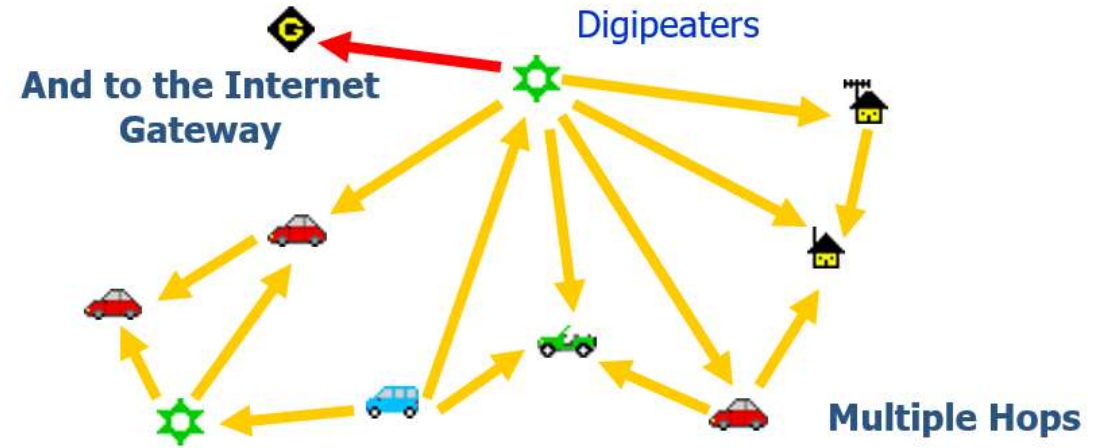 G
Digipeaters
And to the Internet
Gateway
Multiple Hops